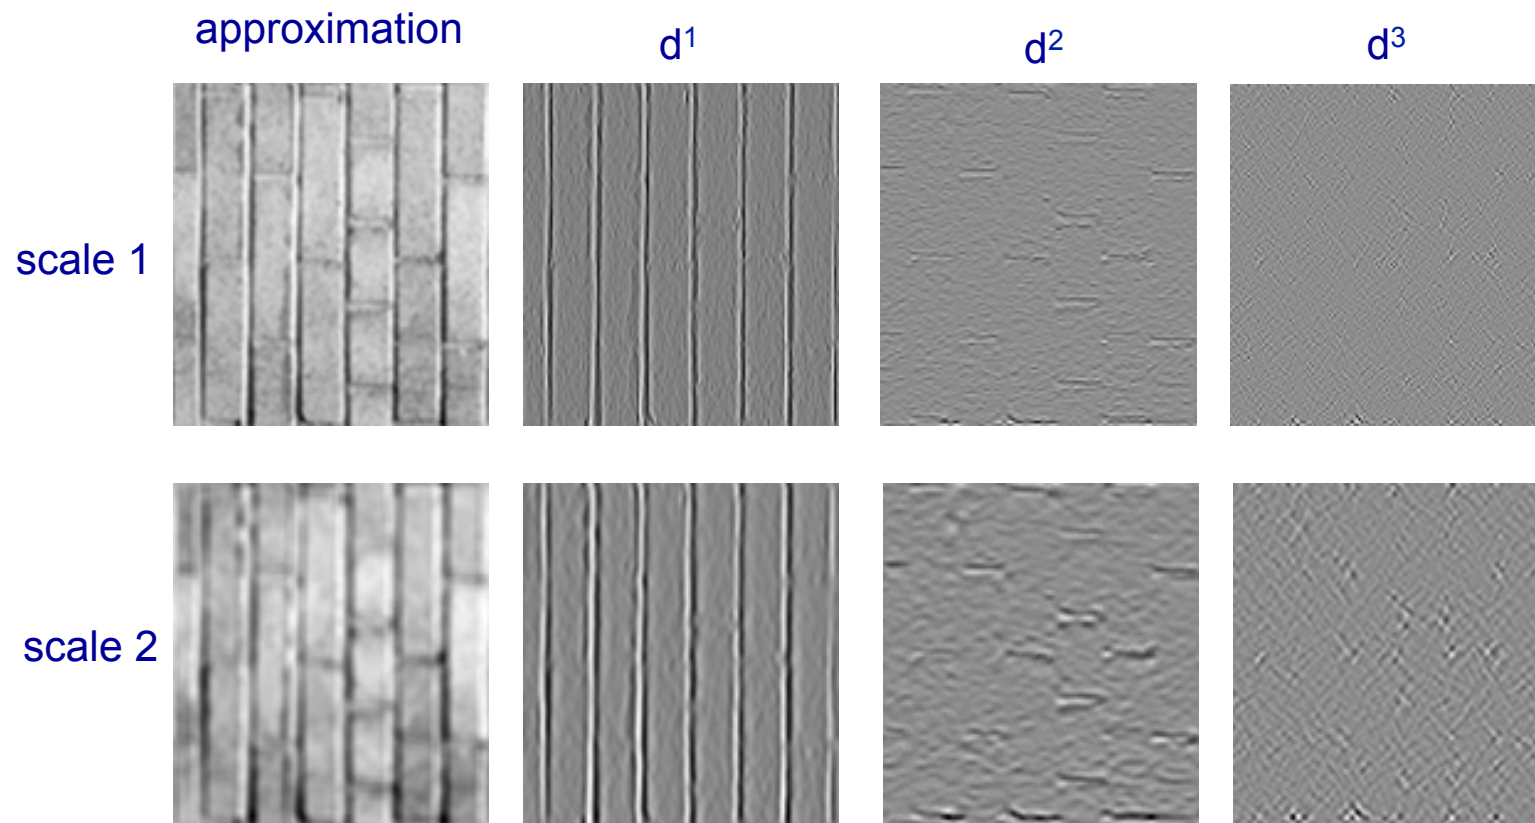 approximation d¹ d² d³
scale 1
scale 2